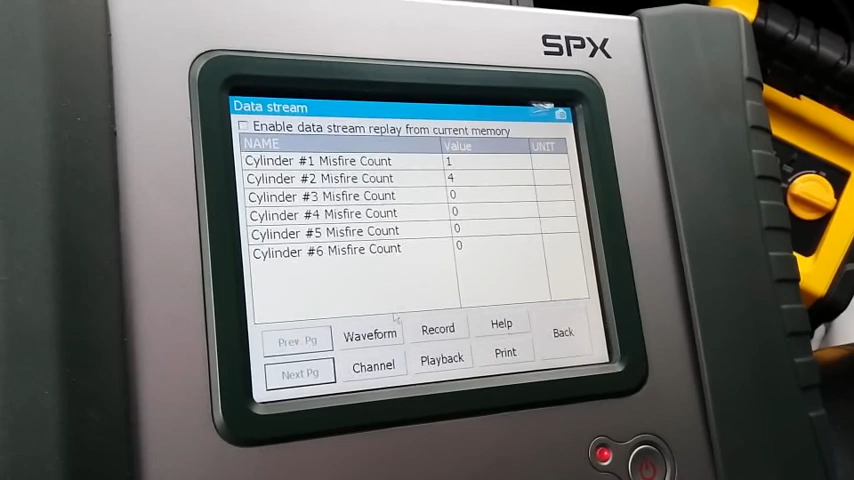 SPX
Data stream
Enable data stream replay from current memory
NAME Value UNIT
Cylinder #1 Misfire Count 1
Cylinder #2 Misfire Count 4
Cylinder #3 Misfire Count 0
Cylinder #4 Misfire Count 0
Cylinder #5 Misfire Count 0
Cylinder #6 Misfire Count 0
Prev. Pg Waveform Record Help Back
Next Pg Channel Playback Print